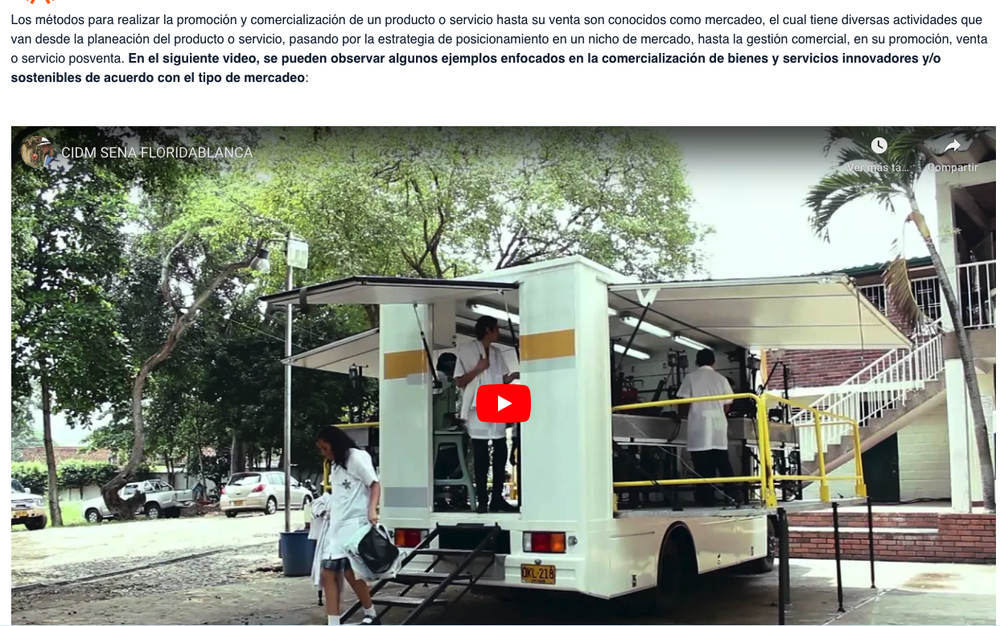 Los métodos para realizar la promoción y comercialización de un producto o servicio hasta su venta son conocidos como mercadeo, el cual tiene diversas actividades que
van desde la planeación del producto o servicio, pasando por la estrategia de posicionamiento en un nicho de mercado, hasta la gestión comercial, en su promoción, venta
o servicio posventa. En el siguiente video, se pueden observar algunos ejemplos enfocados en la comercialización de bienes y servicios innovadores y/o
sostenibles de acuerdo con el tipo de mercadeo:
CIDM SENA FLORIDABLANCA
Ver más ta...
Compartir
OKL-218